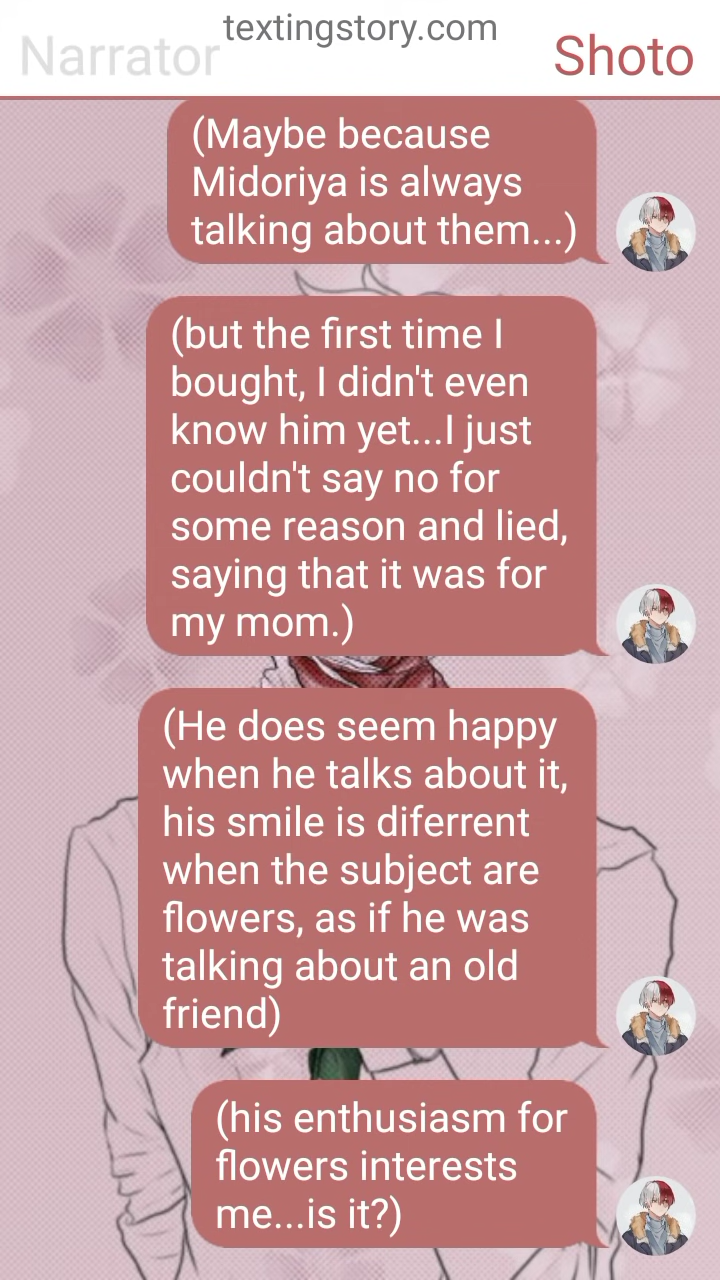 textingstory.com
Narrator
Shoto
(Maybe because
Midoriya is always
talking about them...)
(but the first time I
bought, I didn't even
know him yet...I just
couldn't say no for
some reason and lied,
saying that it was for
my mom.)
(He does seem happy
when he talks about it,
his smile is diferrent
when the subject are
flowers, as if he was
talking about an old
friend)
(his enthusiasm for
flowers interests
me...is it?)